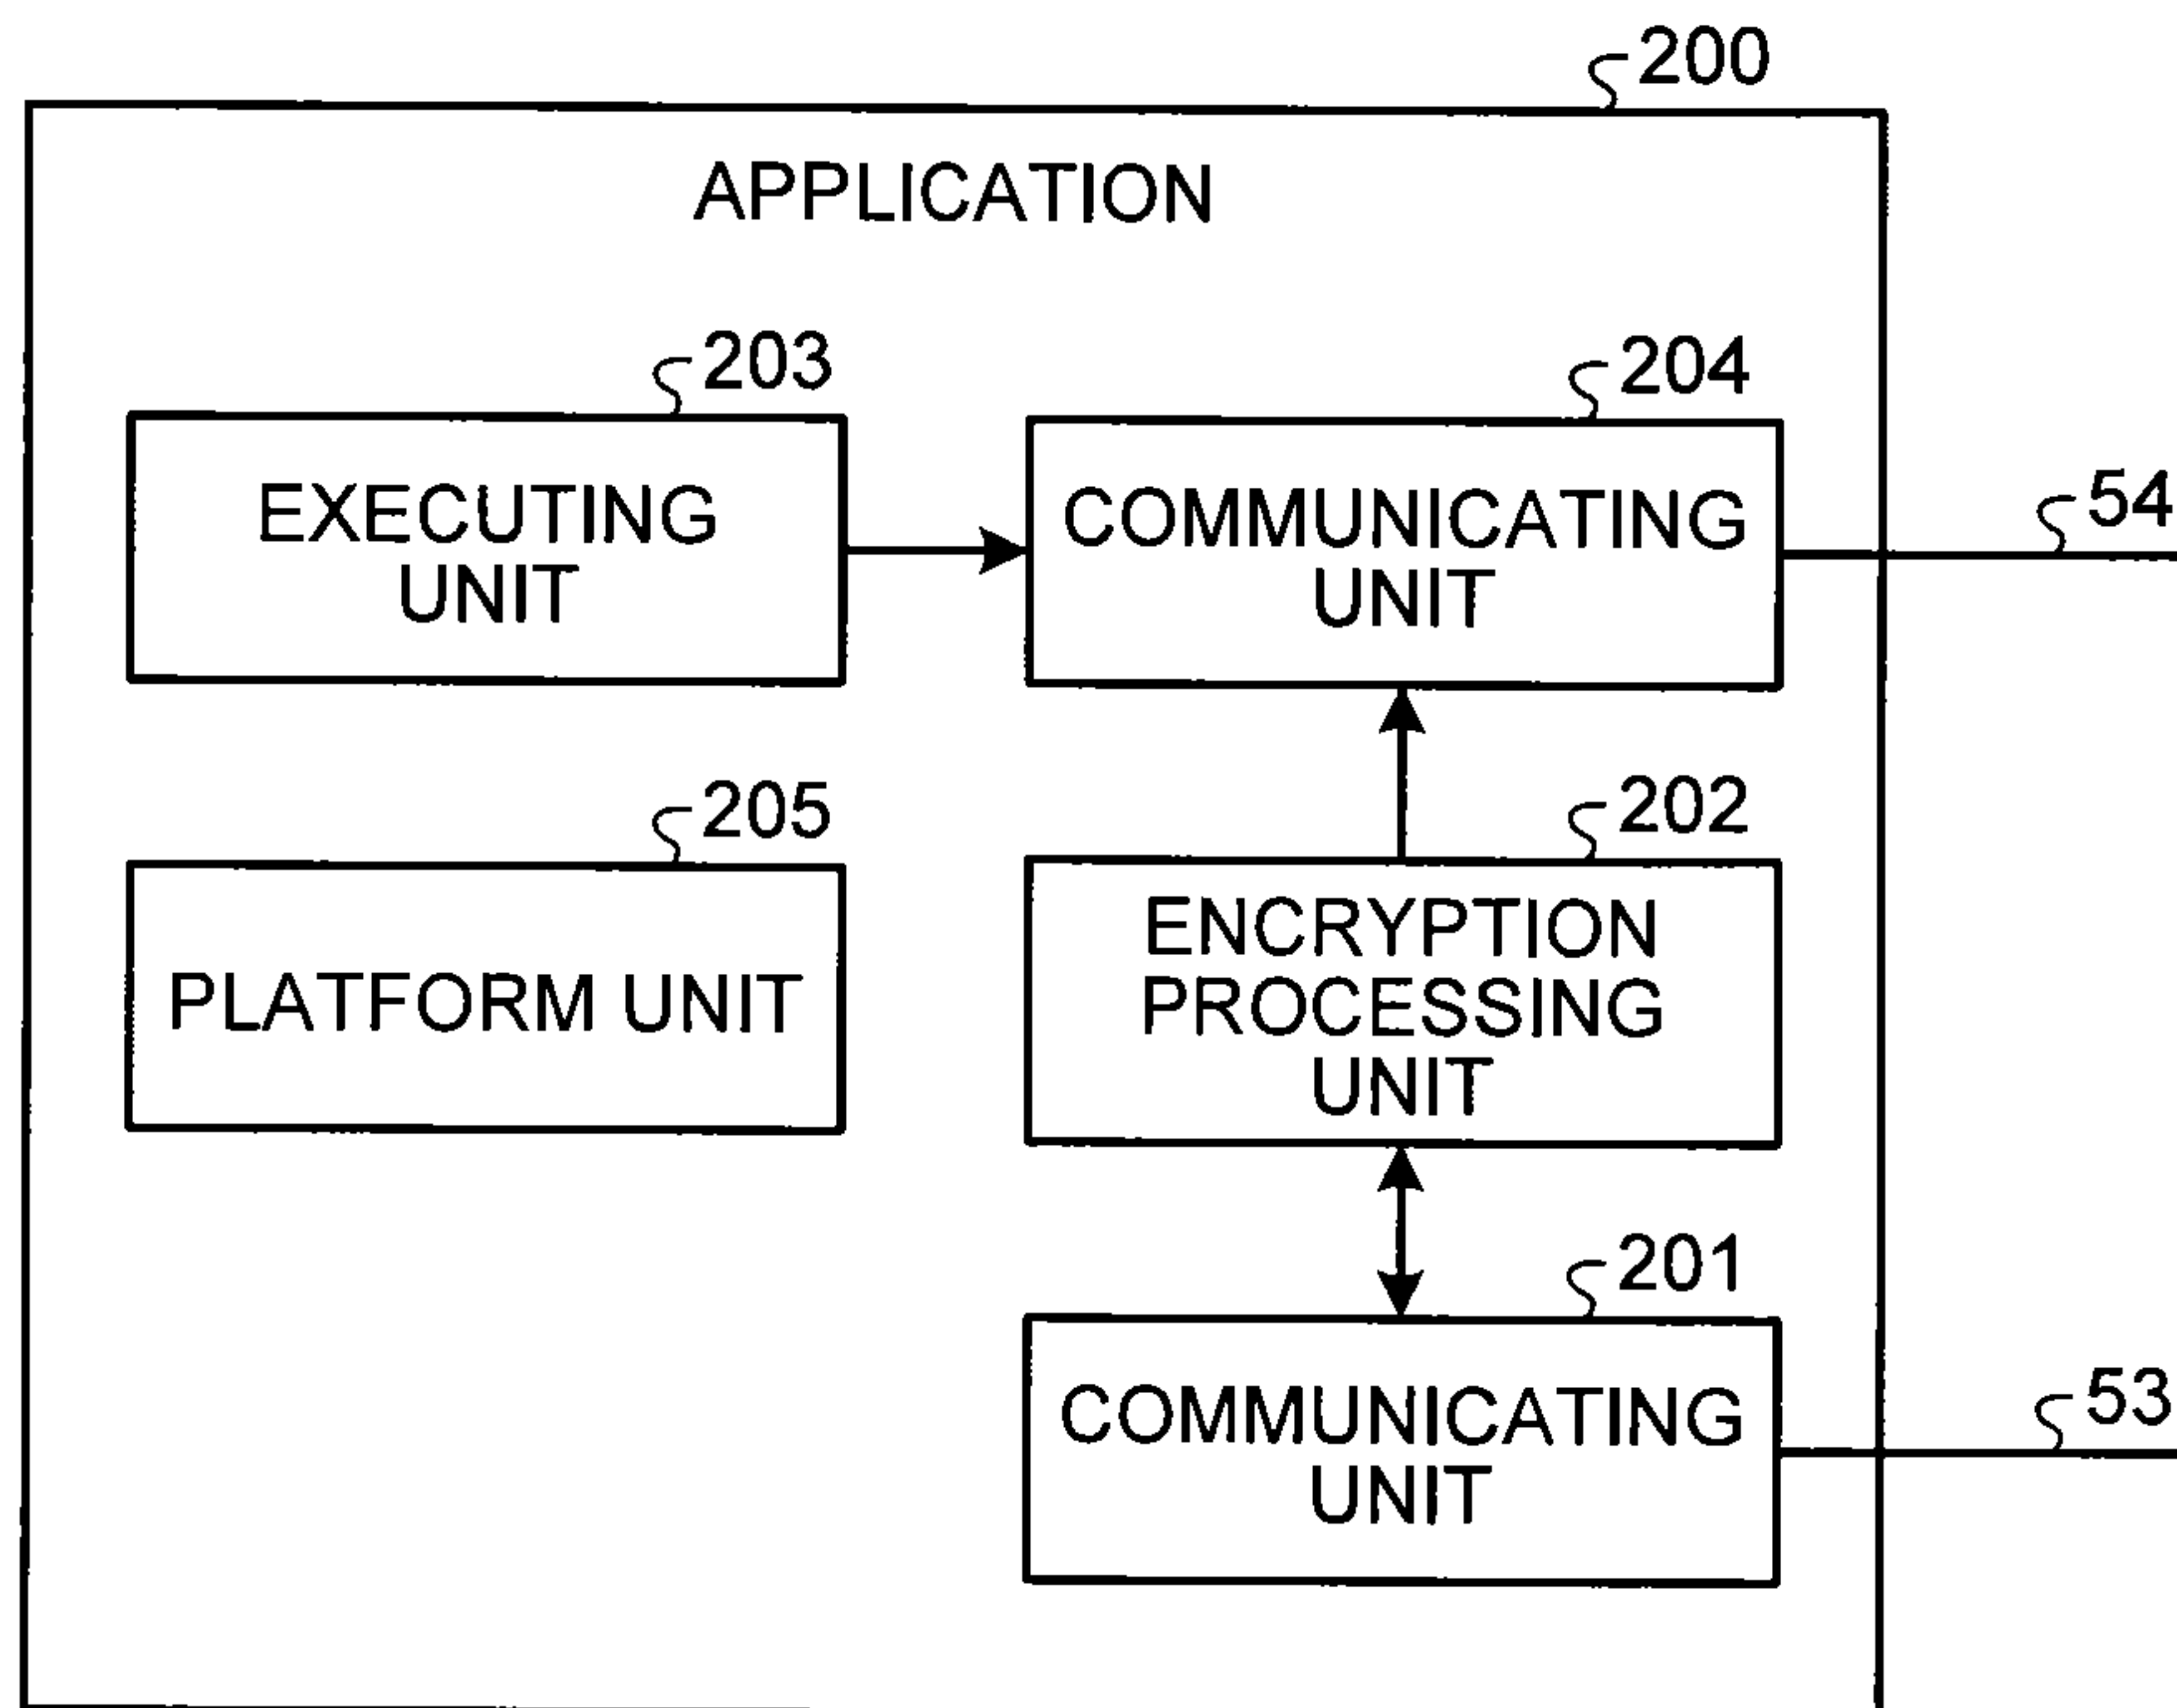 200
APPLICATION
203
EXECUTING
UNIT
204
COMMUNICATING
UNIT
54
205
PLATFORM UNIT
202
ENCRYPTION
PROCESSING
UNIT
201
COMMUNICATING
UNIT
53